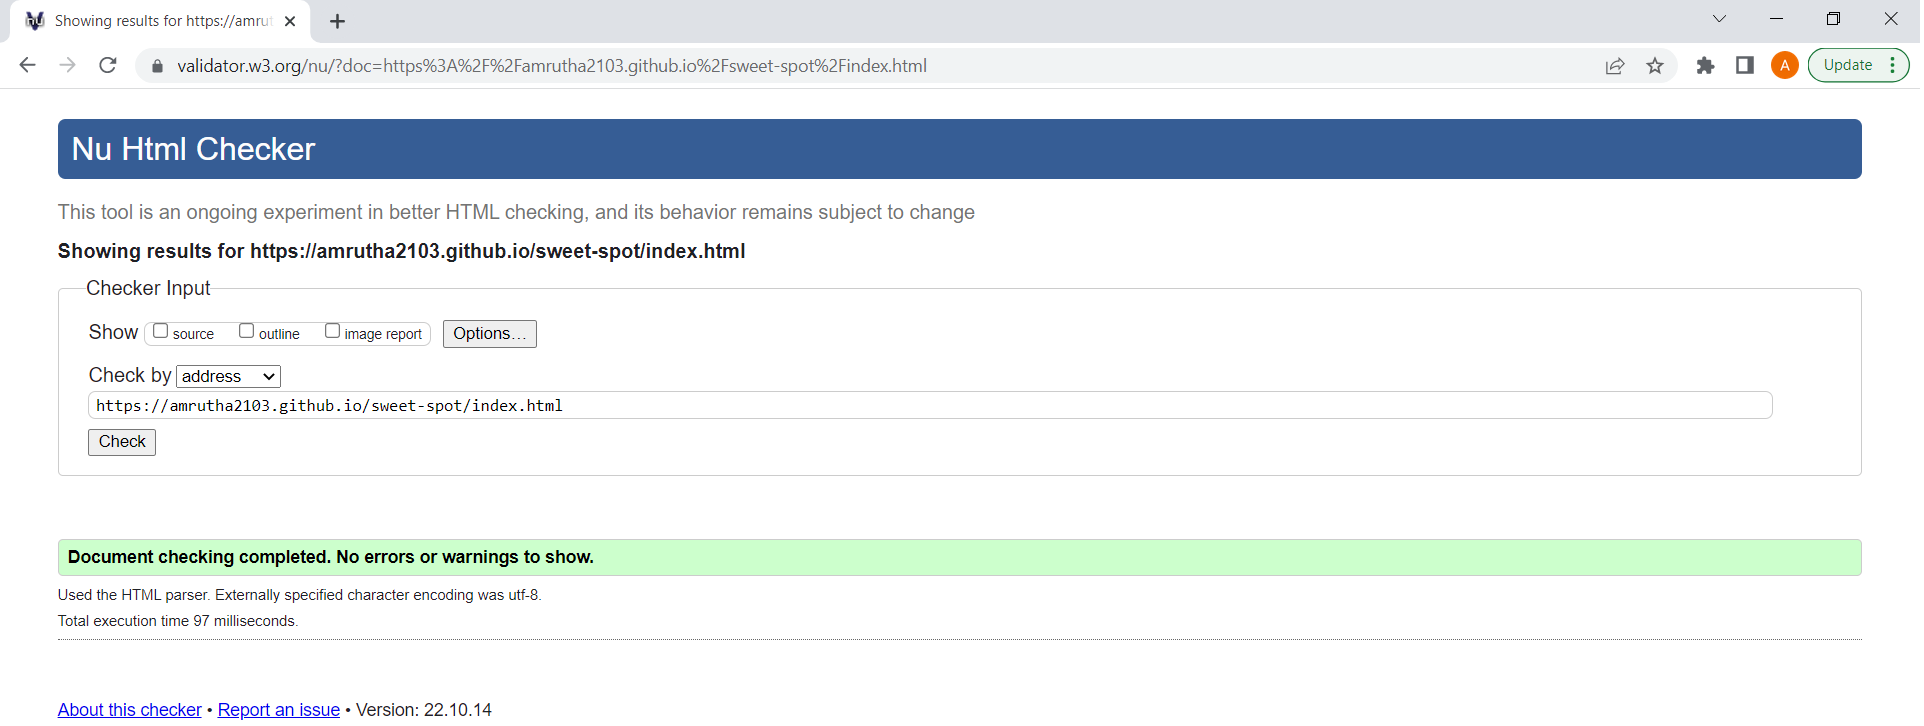 Showing results for https://amrut
validator.w3.org/nu/?doc=https%3A%2F%2Famrutha2103.github.io%2Fsweet-spot%2Findex.html
A
Update
Nu Html Checker
This tool is an ongoing experiment in better HTML checking, and its behavior remains subject to change
Showing results for https://amrutha2103.github.io/sweet-spot/index.html
Checker Input
Show source outline image report Options...
Check by address
https://amrutha2103.github.io/sweet-spot/index.html
Check
Document checking completed. No errors or warnings to show.
Used the HTML parser. Externally specified character encoding was utf-8.
Total execution time 97 milliseconds.
About this checker • Report an issue • Version: 22.10.14